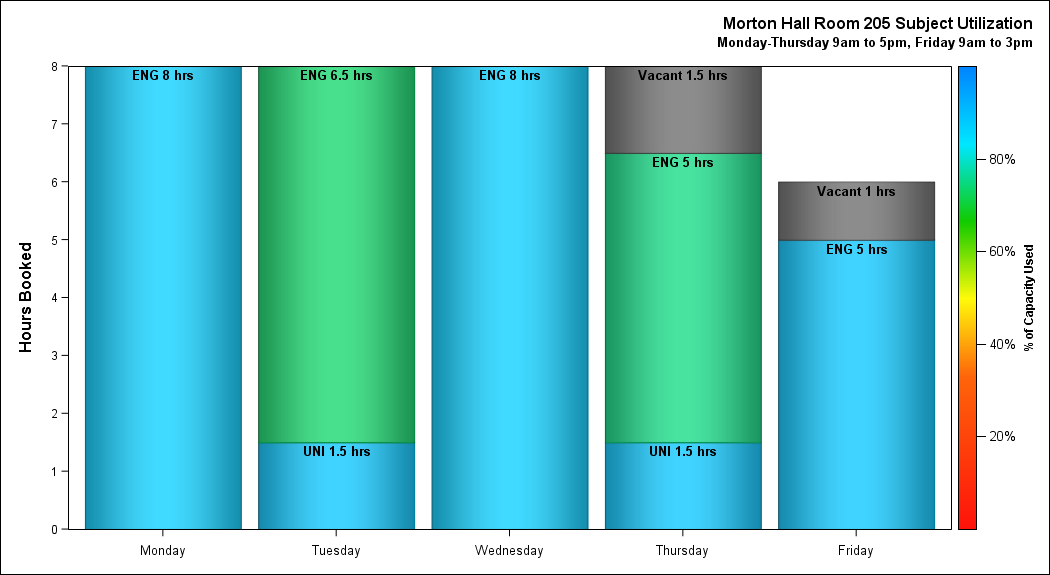 Morton Hall Room 205 Subject Utilization
Monday-Thursday 9am to 5pm, Friday 9am to 3pm
Hours Booked
8
7
6
5
4
3
2
1
0
ENG 8 hrs
ENG 6.5 hrs
UNI 1.5 hrs
ENG 8 hrs
Vacant 1.5 hrs
ENG 5 hrs
UNI 1.5 hrs
Vacant 1 hrs
ENG 5 hrs
Monday
Tuesday
Wednesday
Thursday
Friday
80%
60%
40%
20%
% of Capacity Used